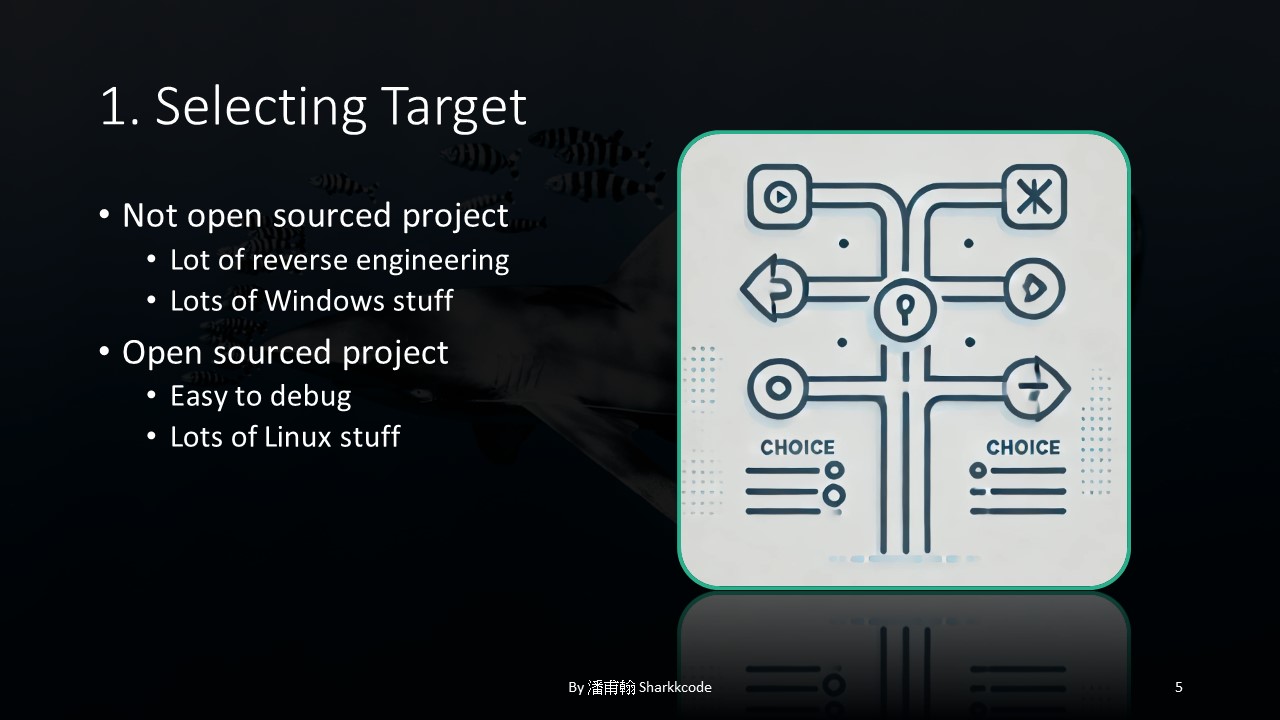 1. Selecting Target
• Not open sourced project
• Lot of reverse engineering
• Lots of Windows stuff
• Open sourced project
• Easy to debug
• Lots of Linux stuff
CHOICE
CHOICE
By 潘甫翰 Sharkkcode
5